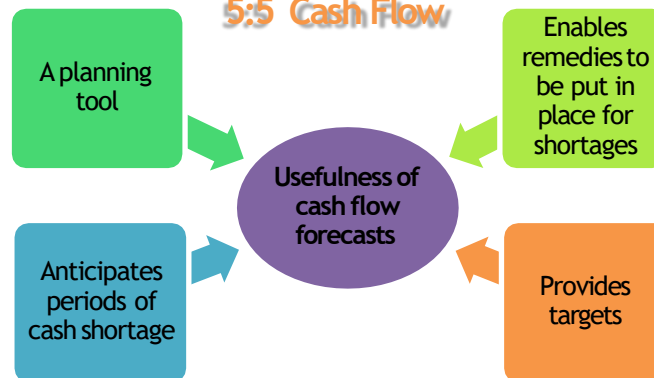 5:5 Cash Flow
A planning
tool
Enables
remedies to
be put in
place for
shortages
Usefulness of
cash flow
forecasts
Anticipates
periods of
cash shortage
Provides
targets